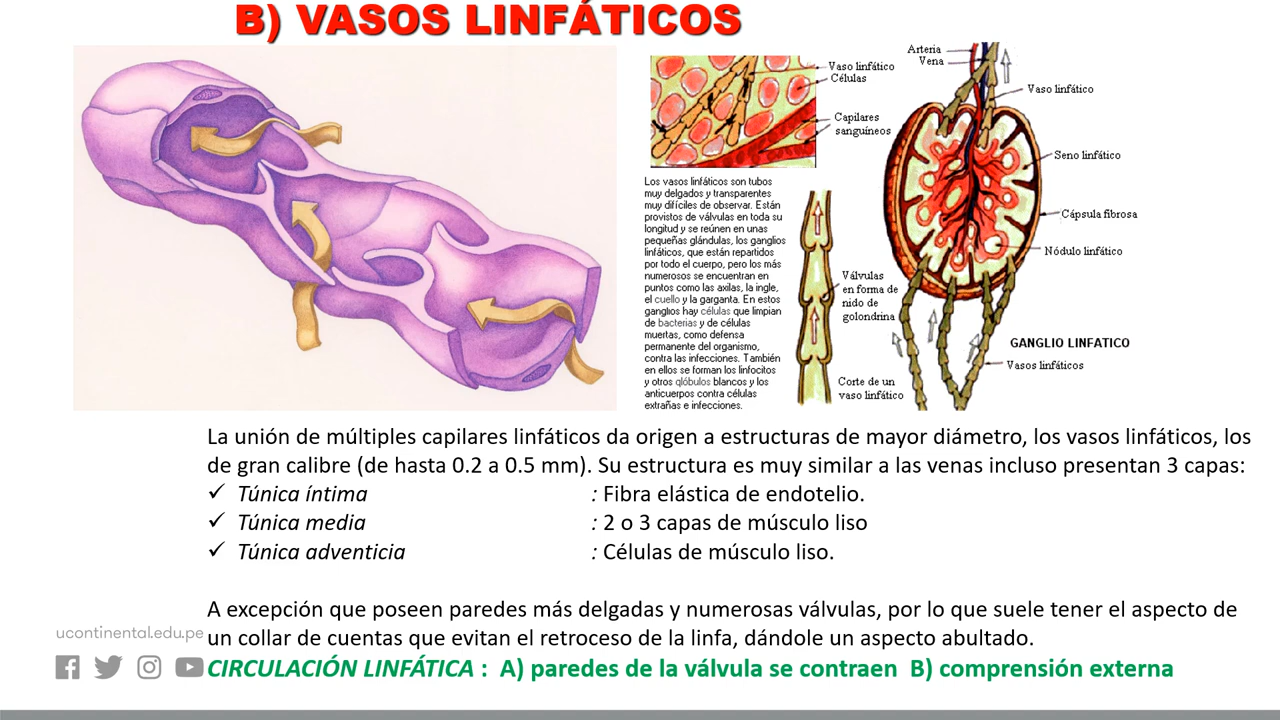 B) VASOS LINFÁTICOS
Vaso linfático
Células
Capilares
sanguíneos
Los vasos linfáticos son tubos
muy delgados y transparentes
muy difíciles de observar. Están
provistos de válvulas en toda su
longitud y se reúnen en unas
pequeñas glándulas, los ganglios
linfáticos, que están repartidos
por todo el cuerpo, pero los más
numerosos se encuentran en
puntos como las axilas, la ingle,
el cuello y la garganta. En estos
ganglios hay células que limpian
de bacterias y de células
muertas, como defensa
permanente del organismo,
contra las infecciones. También
en ellos se forman los linfocitos
y otros glóbulos blancos y los
anticuerpos contra células
extrañas e infecciones.
Válvulas
en forma de
nido de
golondrina
Corte de un
vaso linfático
Arteria
Vena
Vaso linfático
Seno linfático
Cápsula fibrosa
Nódulo linfático
GANGLIO LINFATICO
Vasos linfáticos
La unión de múltiples capilares linfáticos da origen a estructuras de mayor diámetro, los vasos linfáticos, los
de gran calibre (de hasta 0.2 a 0.5 mm). Su estructura es muy similar a las venas incluso presentan 3 capas:
✓ Túnica íntima : Fibra elástica de endotelio.
✓ Túnica media : 2 o 3 capas de músculo liso
✓ Túnica adventicia : Células de músculo liso.
A excepción que poseen paredes más delgadas y numerosas válvulas, por lo que suele tener el aspecto de
un collar de cuentas que evitan el retroceso de la linfa, dándole un aspecto abultado.
CIRCULACIÓN LINFÁTICA : A) paredes de la válvula se contraen B) comprensión externa
ucontinental.edu.pe